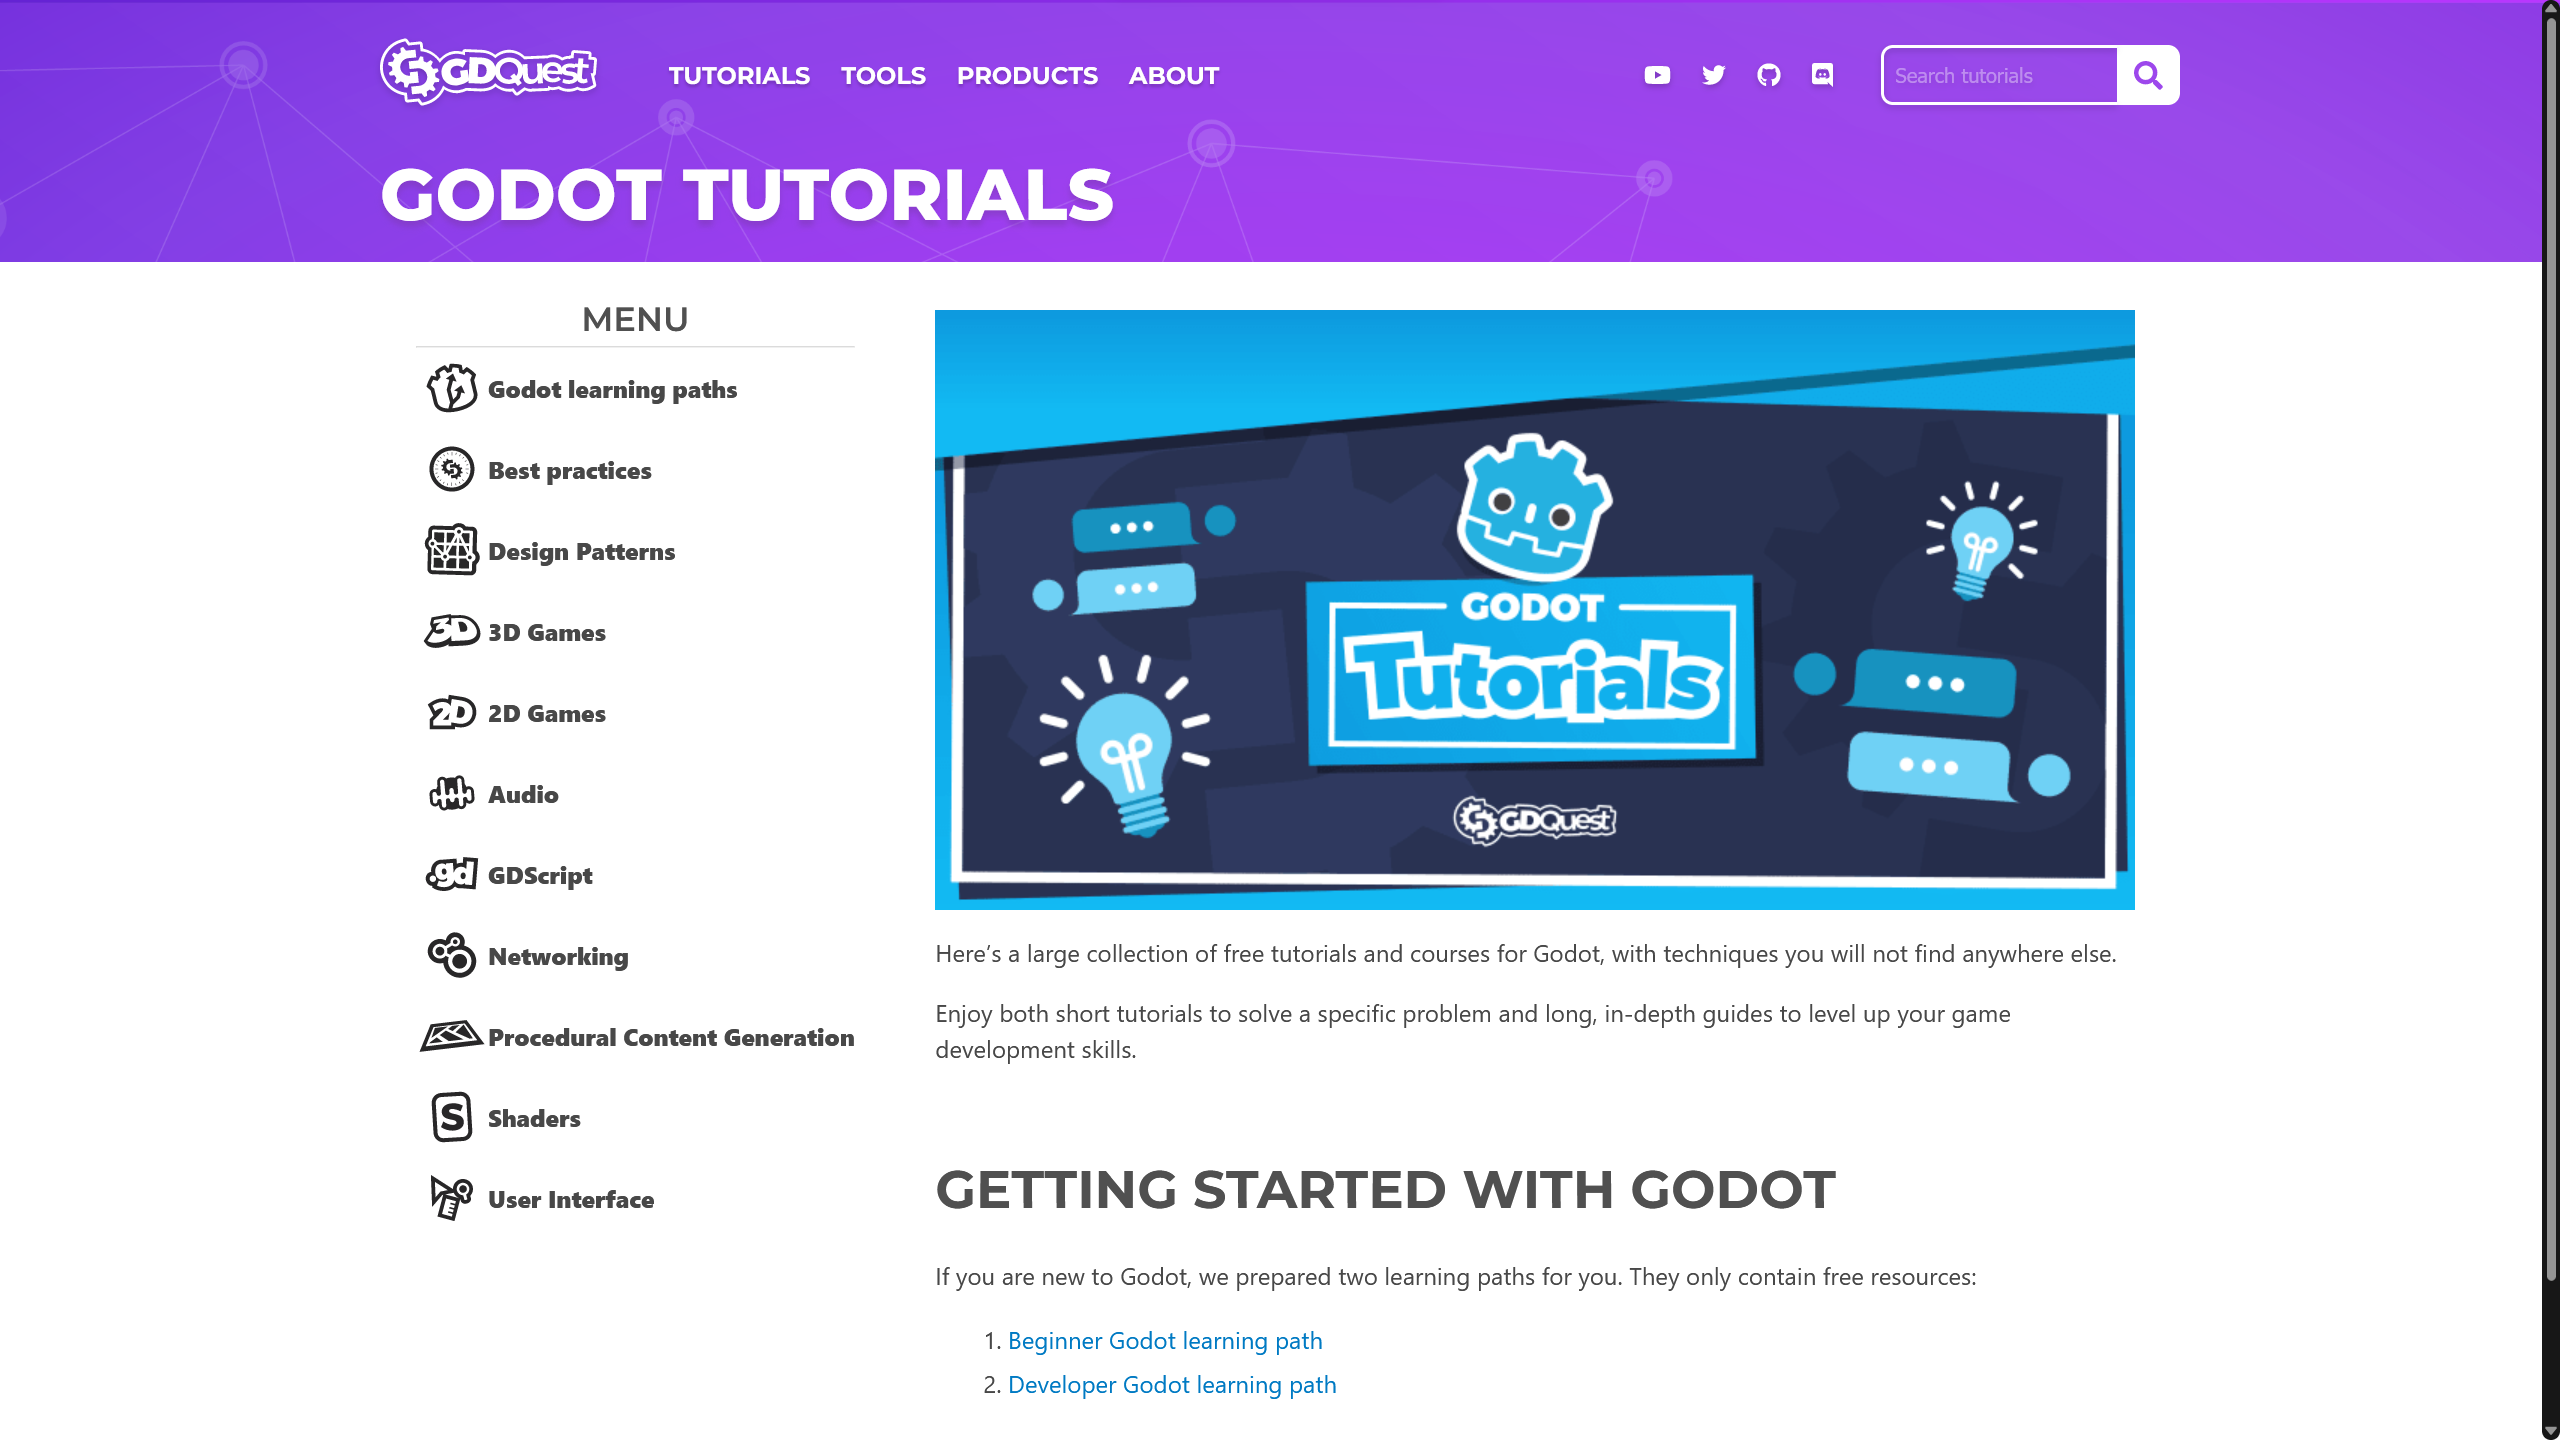 GDQuest
TUTORIALS
TOOLS
PRODUCTS
ABOUT
Search tutorials
GODOT TUTORIALS
MENU
Godot learning paths
Best practices
Design Patterns
3D Games
2D Games
Audio
GDScript
Networking
Procedural Content Generation
Shaders
User Interface
GODOT
Tutorials
GDQuest
Here’s a large collection of free tutorials and courses for Godot, with techniques you will not find anywhere else.
Enjoy both short tutorials to solve a specific problem and long, in-depth guides to level up your game
development skills.
GETTING STARTED WITH GODOT
If you are new to Godot, we prepared two learning paths for you. They only contain free resources:
1. Beginner Godot learning path
2. Developer Godot learning path